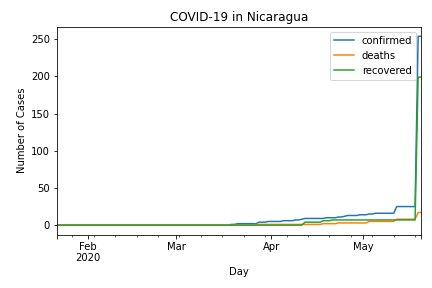 COVID-19 in Nicaragua
250
200
150
100
50
0
Number of Cases
confirmed
deaths
recovered
Feb
2020
Mar
Apr
May
Day